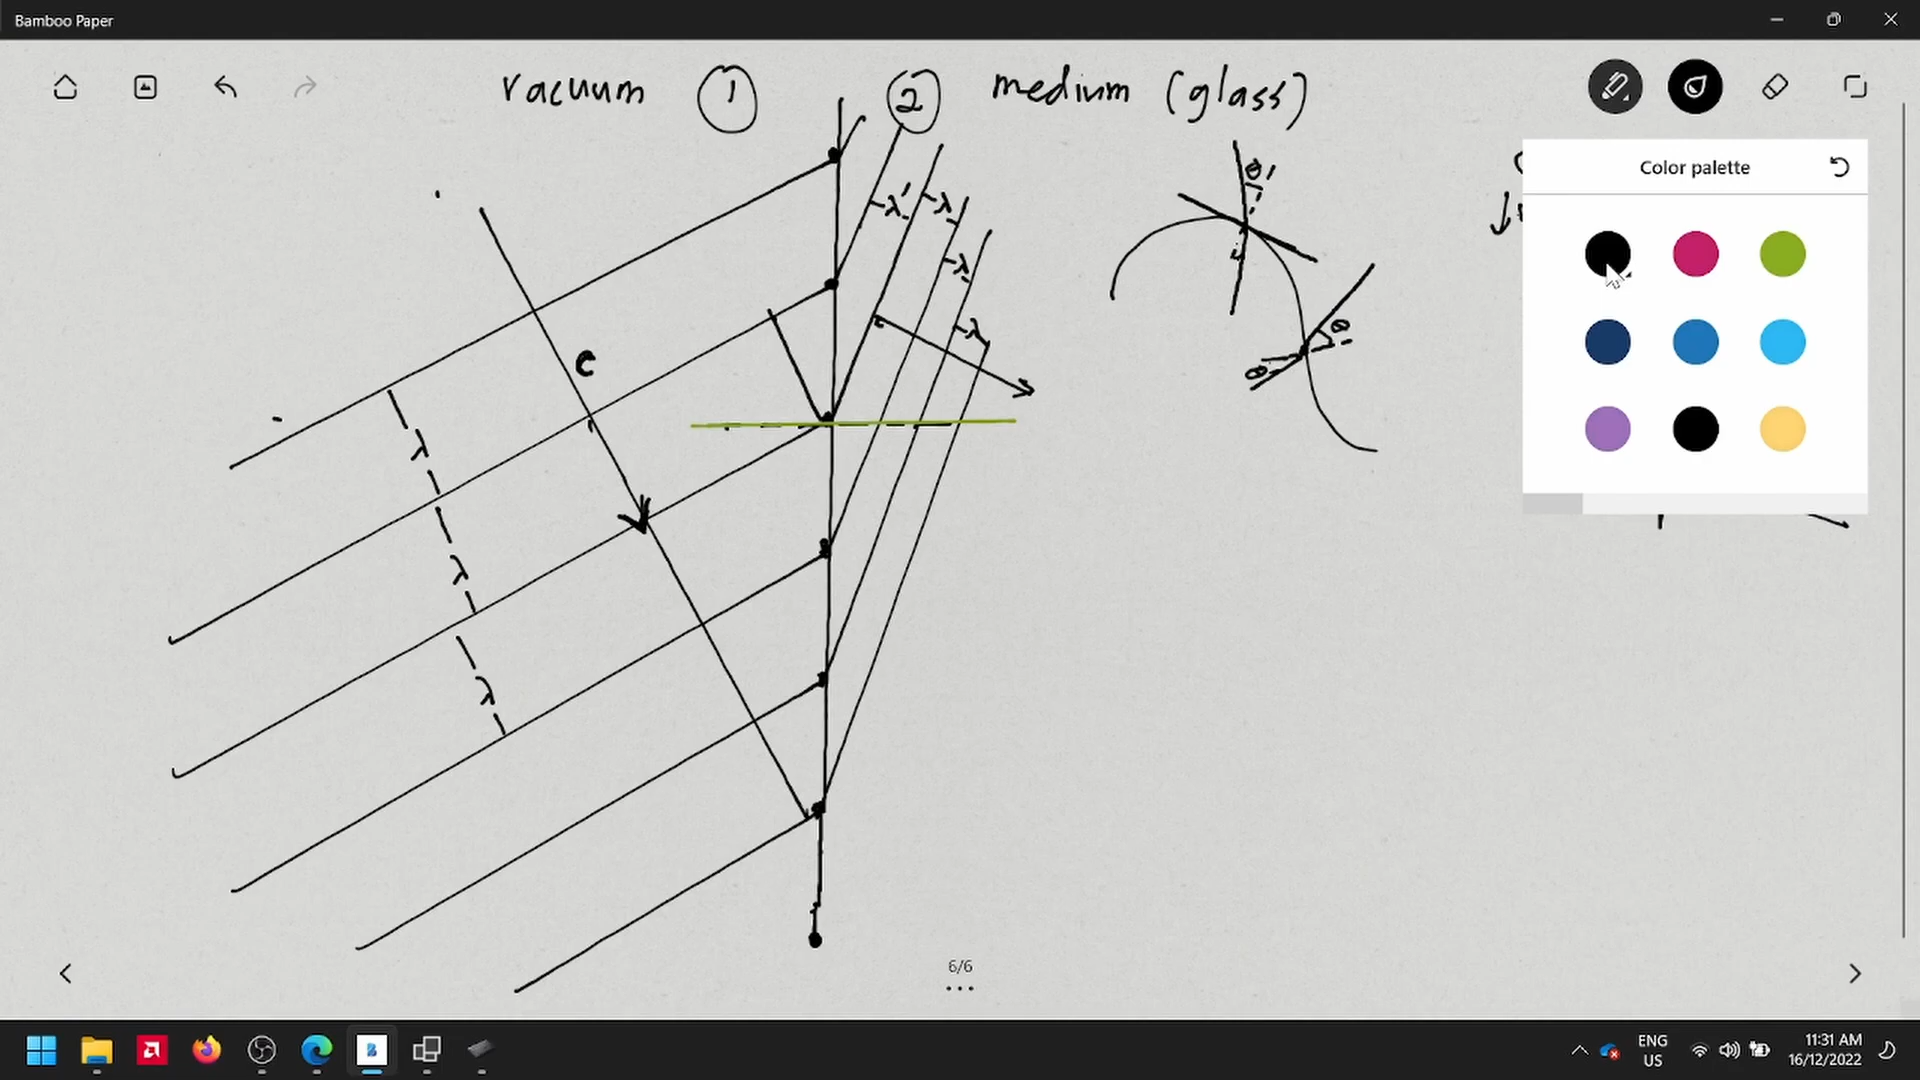 Bamboo Paper
vacuum ① ② medium (glass)
λ' λ
λ
λ
c
λ
λ
λ
θ'
i
θ
θ
Color palette
6/6
ENG
US
11:31 AM
16/12/2022